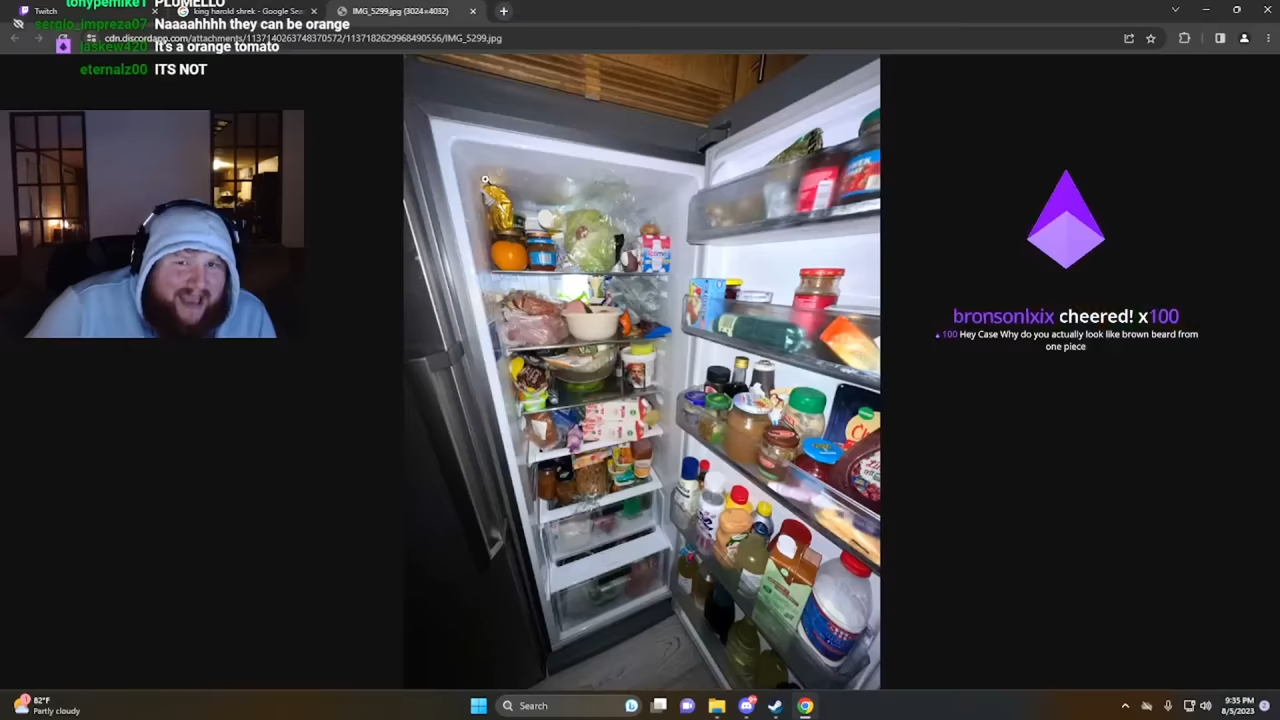 tonypemike1 PLUMELLO
Twitch
king harold shrek - Google Sea
IMG_5299.jpg (3024×4032)
sergio_impreza07 Naaaahhhh they can be orange
cdn.discordapp.com/attachments/1137140263748370572/1137182629968490556/IMG_5299.jpg
laskew420 It's a orange tomato
eternalz00 ITS NOT
bronsonlxix cheered! x100
100 Hey Case Why do you actually look like brown beard from
one piece
82°F
Partly cloudy
Search
9:35 PM
8/5/2023